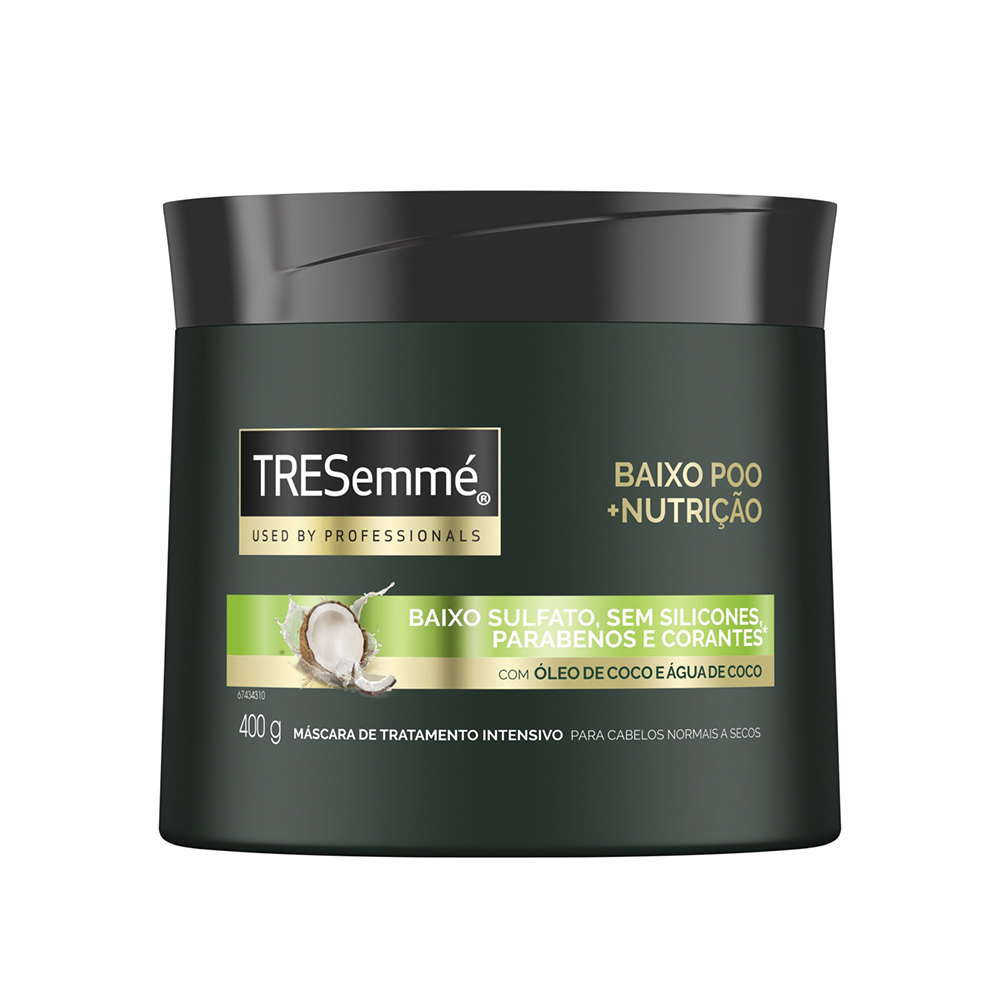 TRESemmé®
USED BY PROFESSIONALS
BAIXO POO
+NUTRIÇÃO
BAIXO SULFATO, SEM SILICONES,
PARABENOS E CORANTES*
COM ÓLEO DE COCO E ÁGUA DE COCO
67434310
400 g MÁSCARA DE TRATAMENTO INTENSIVO PARA CABELOS NORMAIS A SECOS